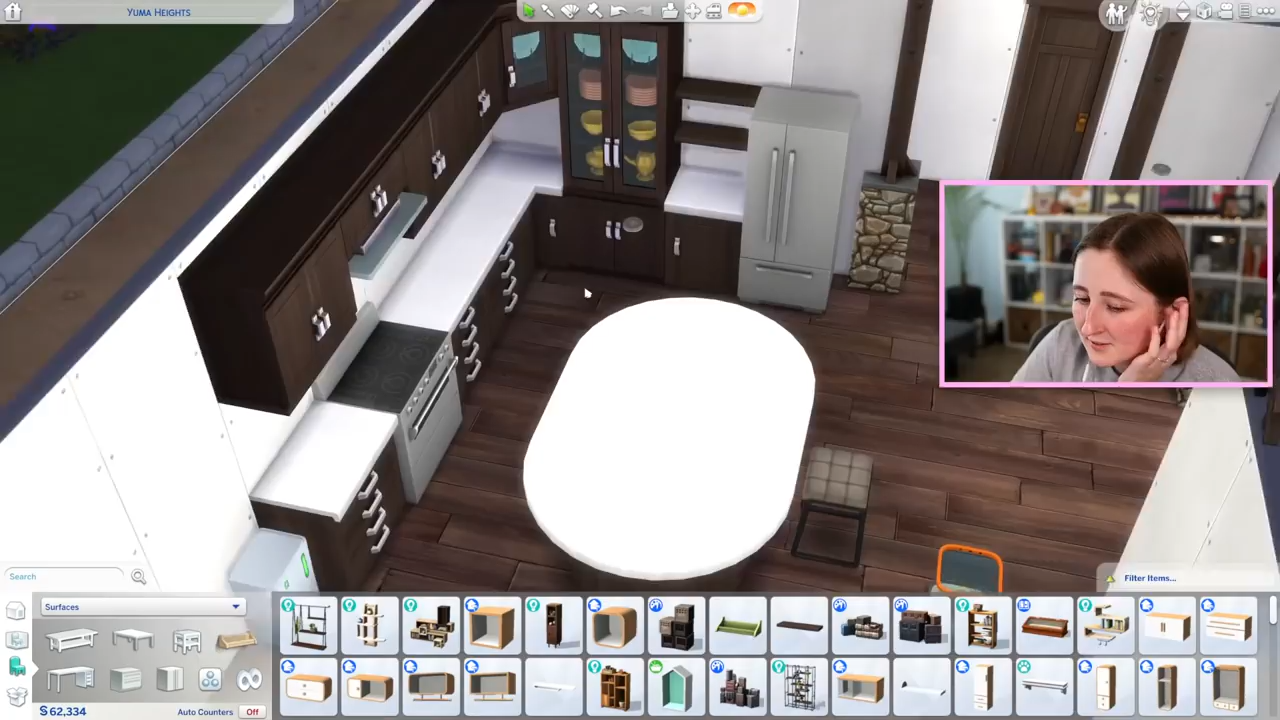 YUMA HEIGHTS
Search
Surfaces
Filter Items...
§62,334
Auto Counters
Off